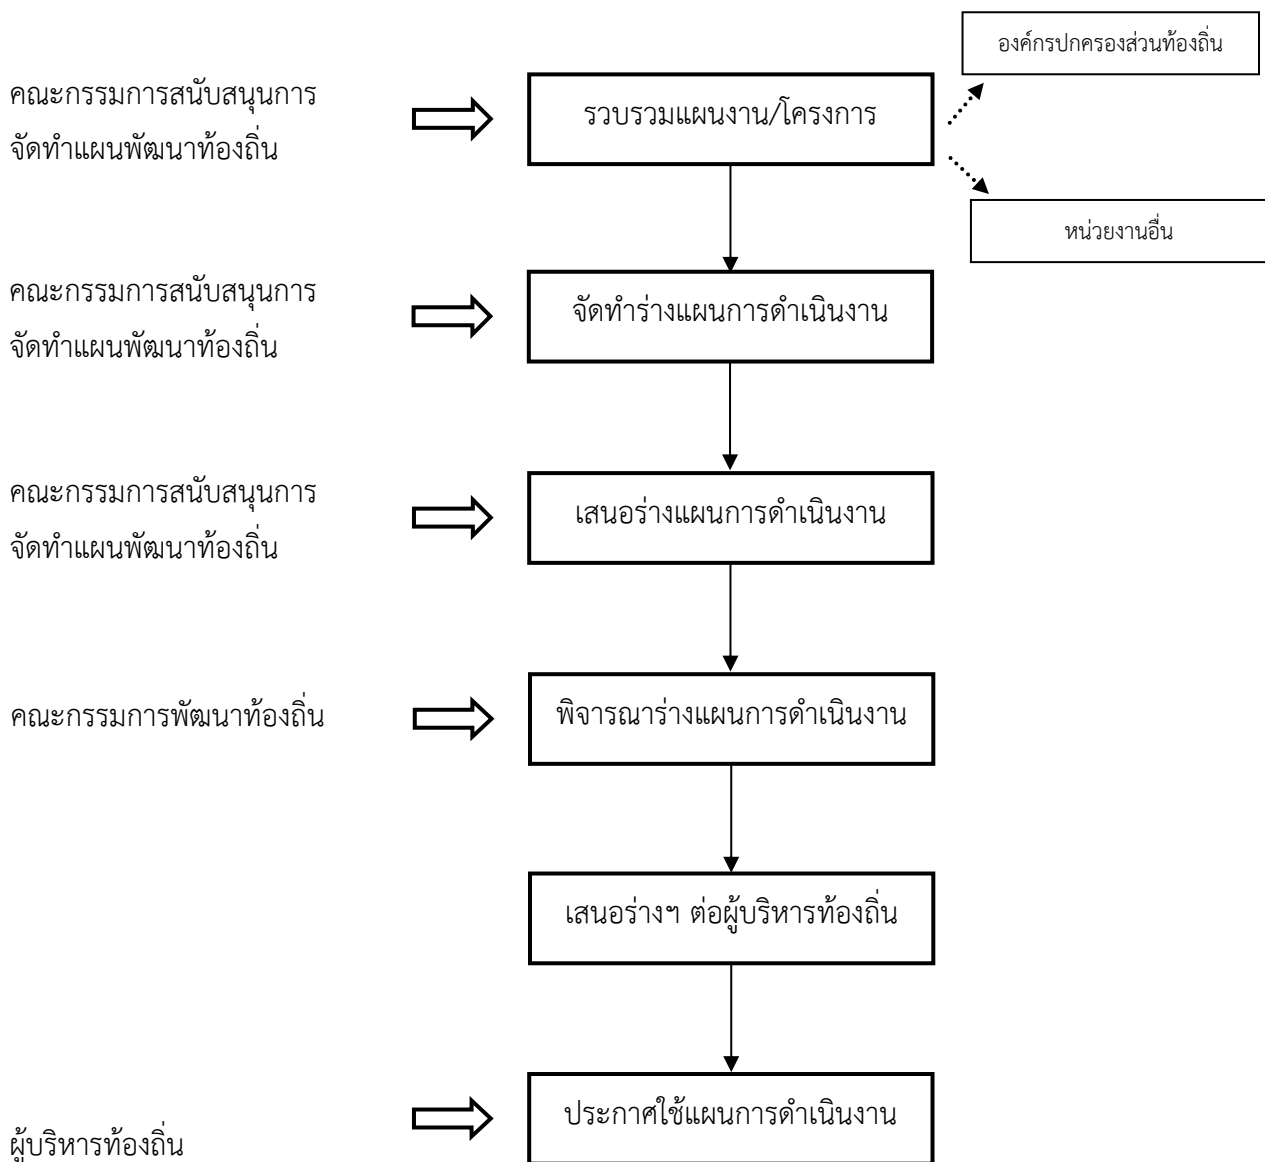 องค์กรปกครองส่วนท้องถิ่น
คณะกรรมการสนับสนุนการ
จัดทำแผนพัฒนาท้องถิ่น
รวบรวมแผนงาน/โครงการ
หน่วยงานอื่น
คณะกรรมการสนับสนุนการ
จัดทำแผนพัฒนาท้องถิ่น
จัดทำร่างแผนการดำเนินงาน
คณะกรรมการสนับสนุนการ
จัดทำแผนพัฒนาท้องถิ่น
เสนอร่างแผนการดำเนินงาน
คณะกรรมการพัฒนาท้องถิ่น
พิจารณาร่างแผนการดำเนินงาน
เสนอร่างฯ ต่อผู้บริหารท้องถิ่น
ประกาศใช้แผนการดำเนินงาน
ผู้บริหารท้องถิ่น